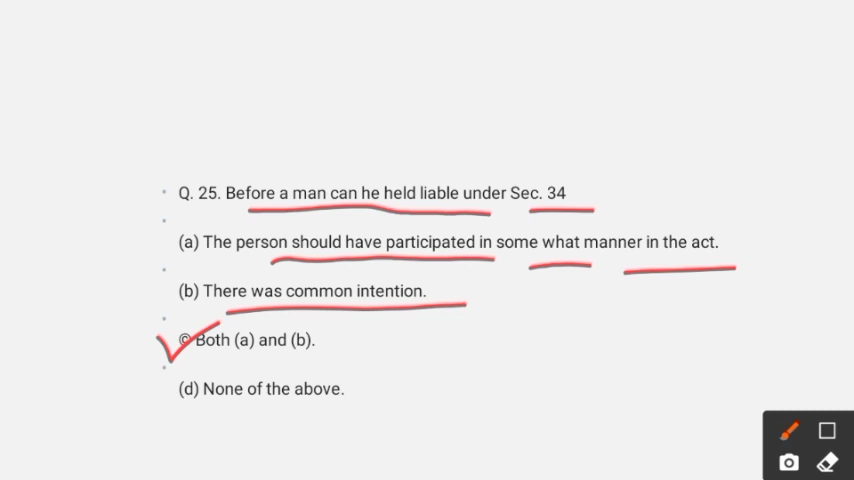 Q. 25. Before a man can he held liable under Sec. 34
(a) The person should have participated in some what manner in the act.
(b) There was common intention.
© Both (a) and (b).
(d) None of the above.